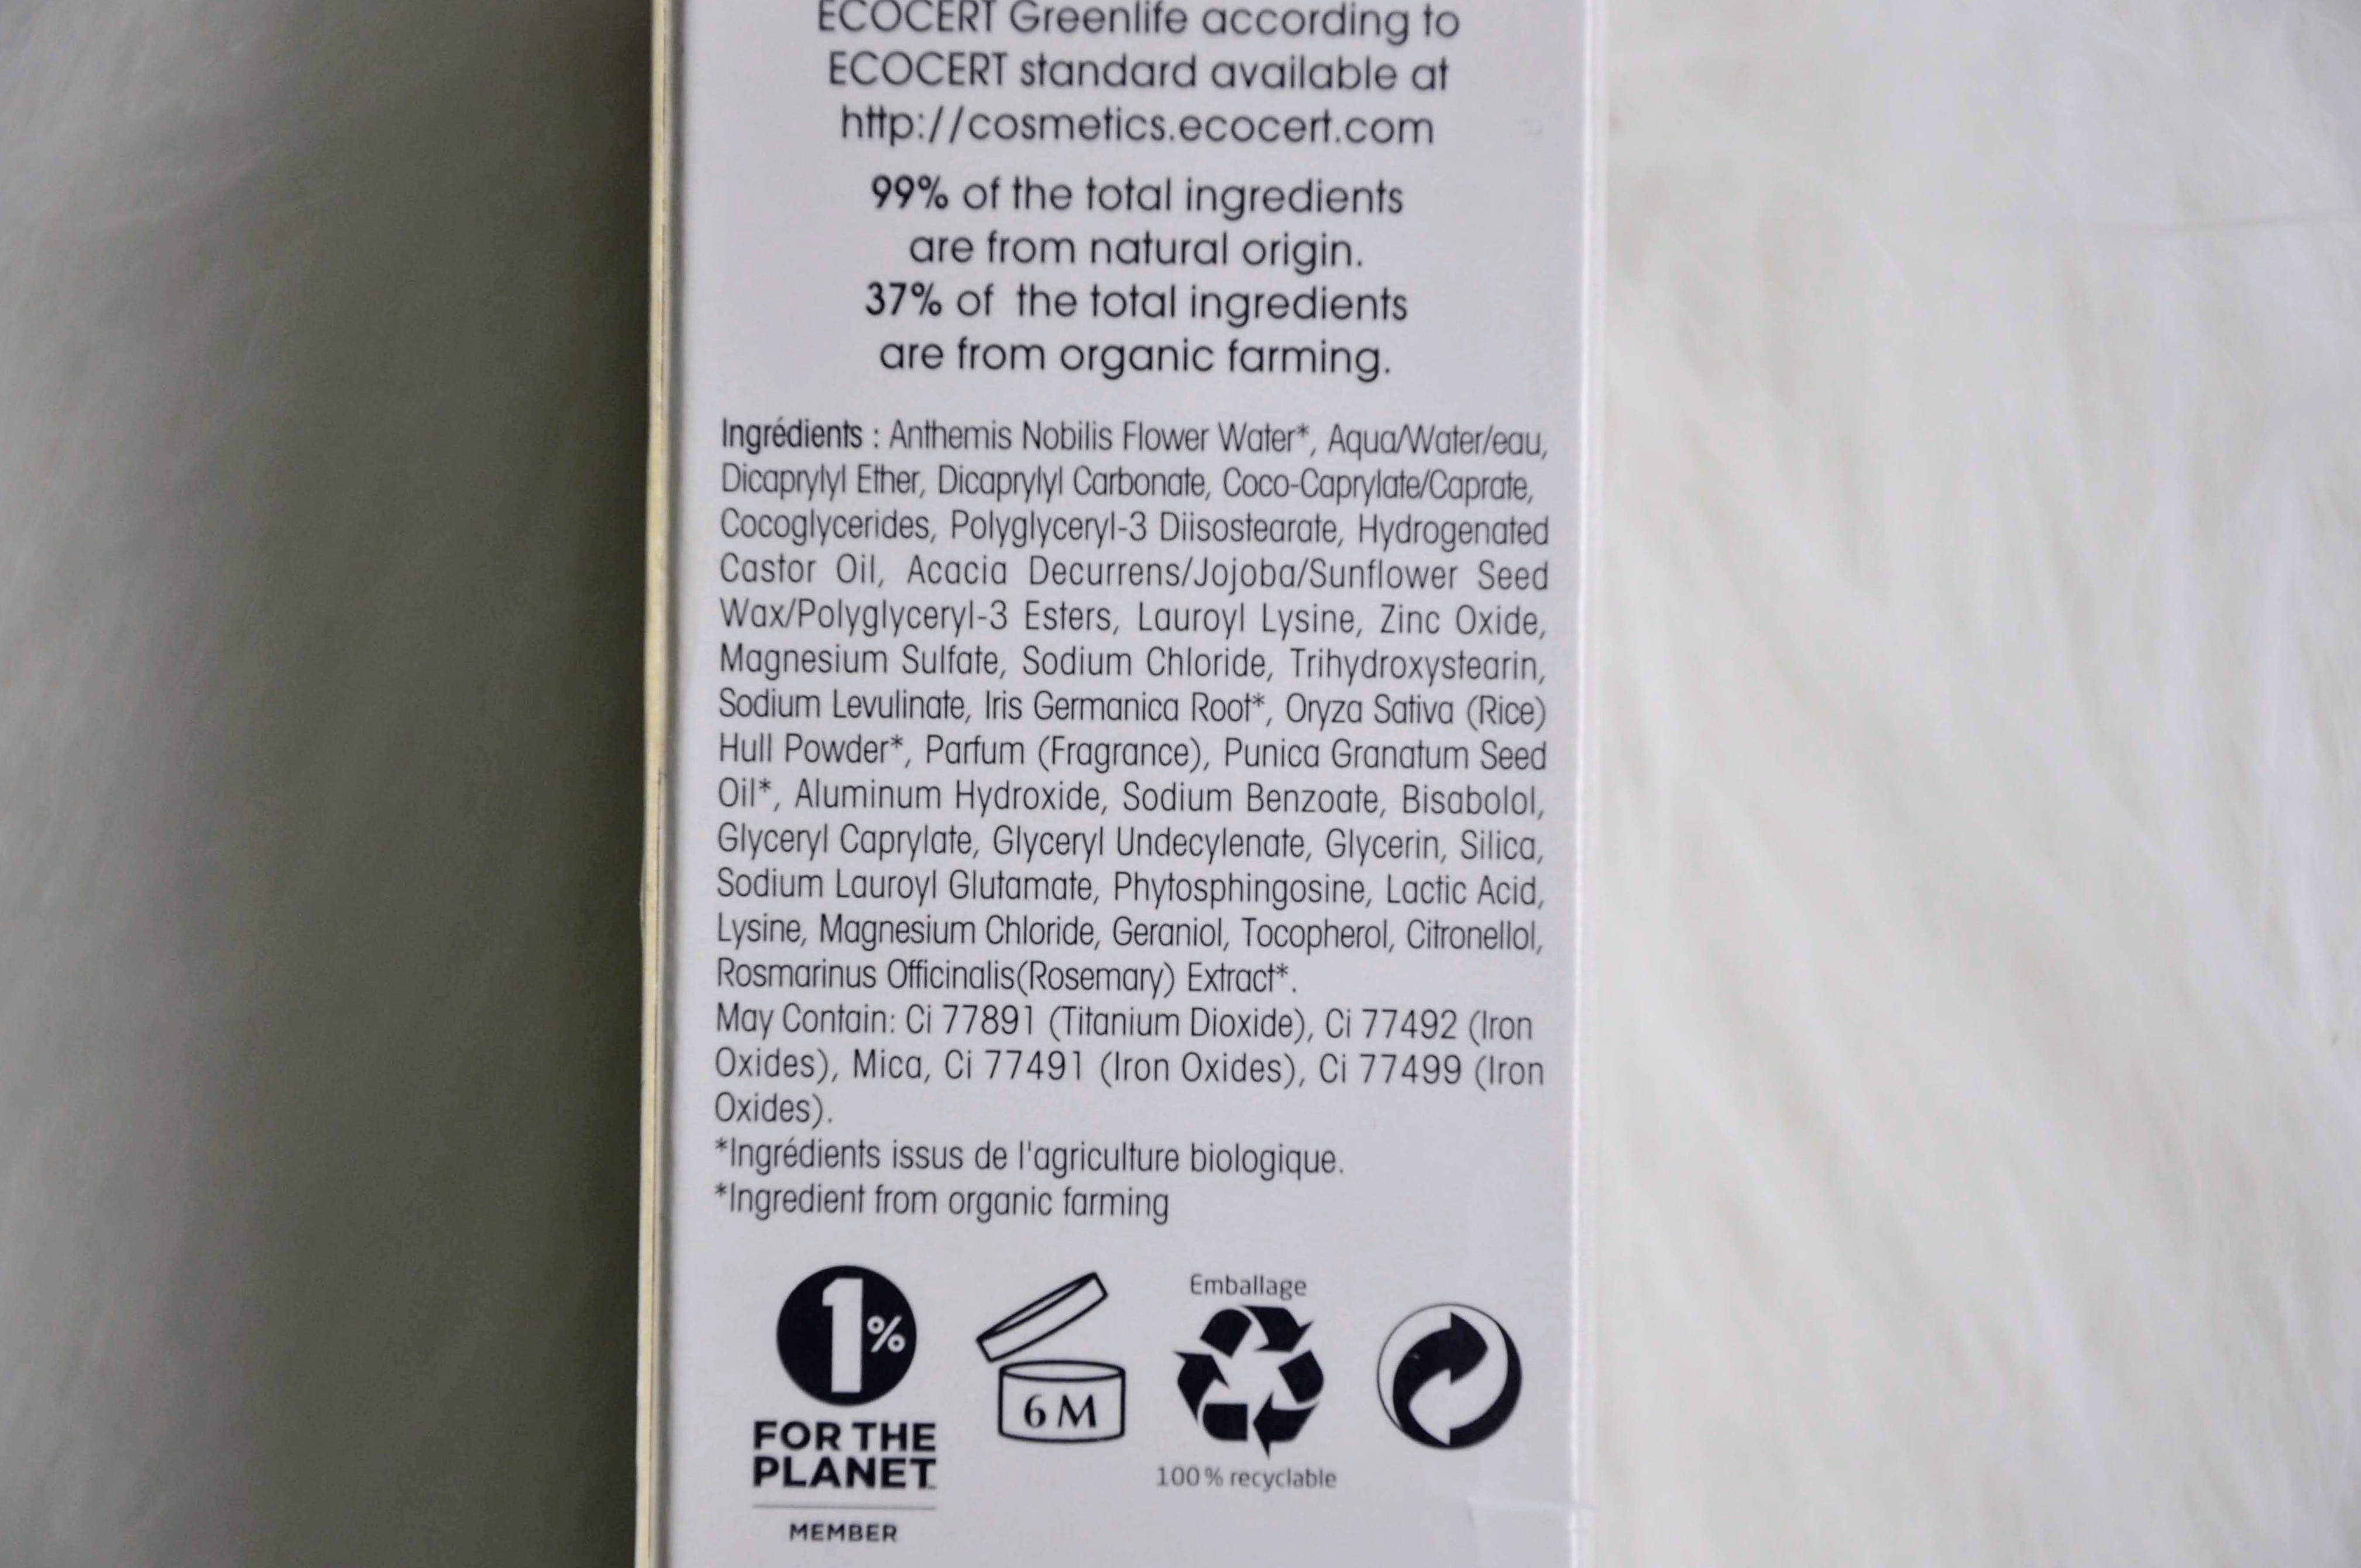 ECOCERT Greenlife according to
ECOCERT standard available at
http://cosmetics.ecocert.com
99% of the total ingredients
are from natural origin.
37% of the total ingredients
are from organic farming.
Ingrédients : Anthemis Nobilis Flower Water*, Aqua/Water/eau,
Dicaprylyl Ether, Dicaprylyl Carbonate, Coco-Caprylate/Caprate,
Cocoglycerides, Polyglyceryl-3 Diisostearate, Hydrogenated
Castor Oil, Acacia Decurrens/Jojoba/Sunflower Seed
Wax/Polyglyceryl-3 Esters, Lauroyl Lysine, Zinc Oxide,
Magnesium Sulfate, Sodium Chloride, Trihydroxystearin,
Sodium Levulinate, Iris Germanica Root*, Oryza Sativa (Rice)
Hull Powder*, Parfum (Fragrance), Punica Granatum Seed
Oil*, Aluminum Hydroxide, Sodium Benzoate, Bisabolol,
Glyceryl Caprylate, Glyceryl Undecylenate, Glycerin, Silica,
Sodium Lauroyl Glutamate, Phytosphingosine, Lactic Acid,
Lysine, Magnesium Chloride, Geraniol, Tocopherol, Citronellol,
Rosmarinus Officinalis(Rosemary) Extract*.
May Contain: Ci 77891 (Titanium Dioxide), Ci 77492 (Iron
Oxides), Mica, Ci 77491 (Iron Oxides), Ci 77499 (Iron
Oxides).
*Ingrédients issus de l'agriculture biologique.
*Ingredient from organic farming
1%
FOR THE
PLANET
MEMBER
6 M
Emballage
100% recyclable